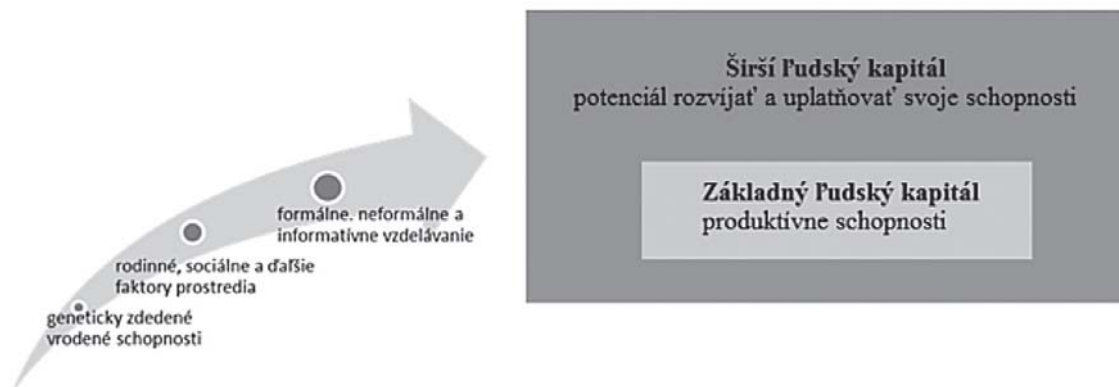 Širší ľudský kapitál
potenciál rozvíjať a uplatňovať svoje schopnosti
Základný ľudský kapitál
produktívne schopnosti
formálne. neformálne a
informatívne vzdelávanie
rodinné, sociálne a ďaľšie
faktory prostredia
geneticky zdedené
vrodené schopnosti